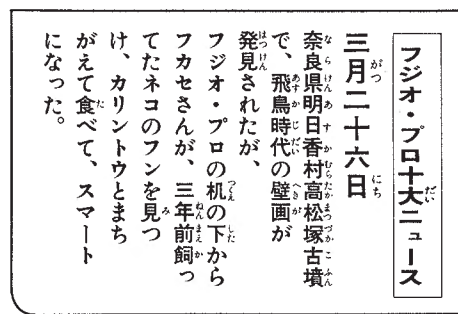 フジオ・プロ十大ニュース
三月二十六日
奈良県明日香村高松塚古墳
で、飛鳥時代の壁画が
発見されたが、
フジオ・プロの机の下から
フカセさんが、三年前飼っ
てたネコのフンを見つ
け、カリントウとまち
がえて食べて、スマート
になった。